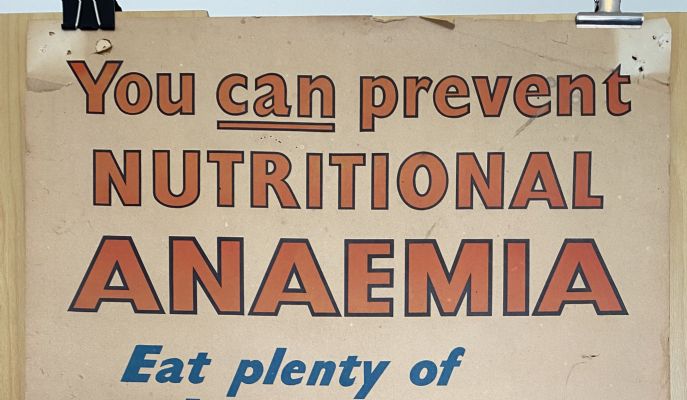 You can prevent
NUTRITIONAL
ANAEMIA
Eat plenty of